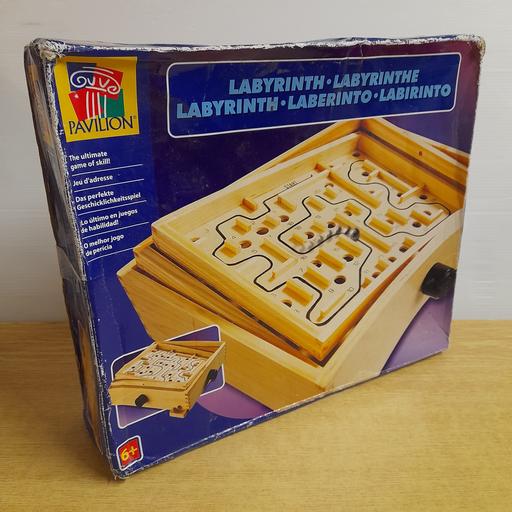 PAVILION
LABYRINTH • LABYRINTHE
LABYRINTH • LABERINTO • LABIRINTO
The ultimate
game of skill!
Jeu d'adresse
Das perfekte
Geschicklichkeitsspiel
¡Lo último en juegos
de habilidad!
O melhor jogo
de perícia
START
6+